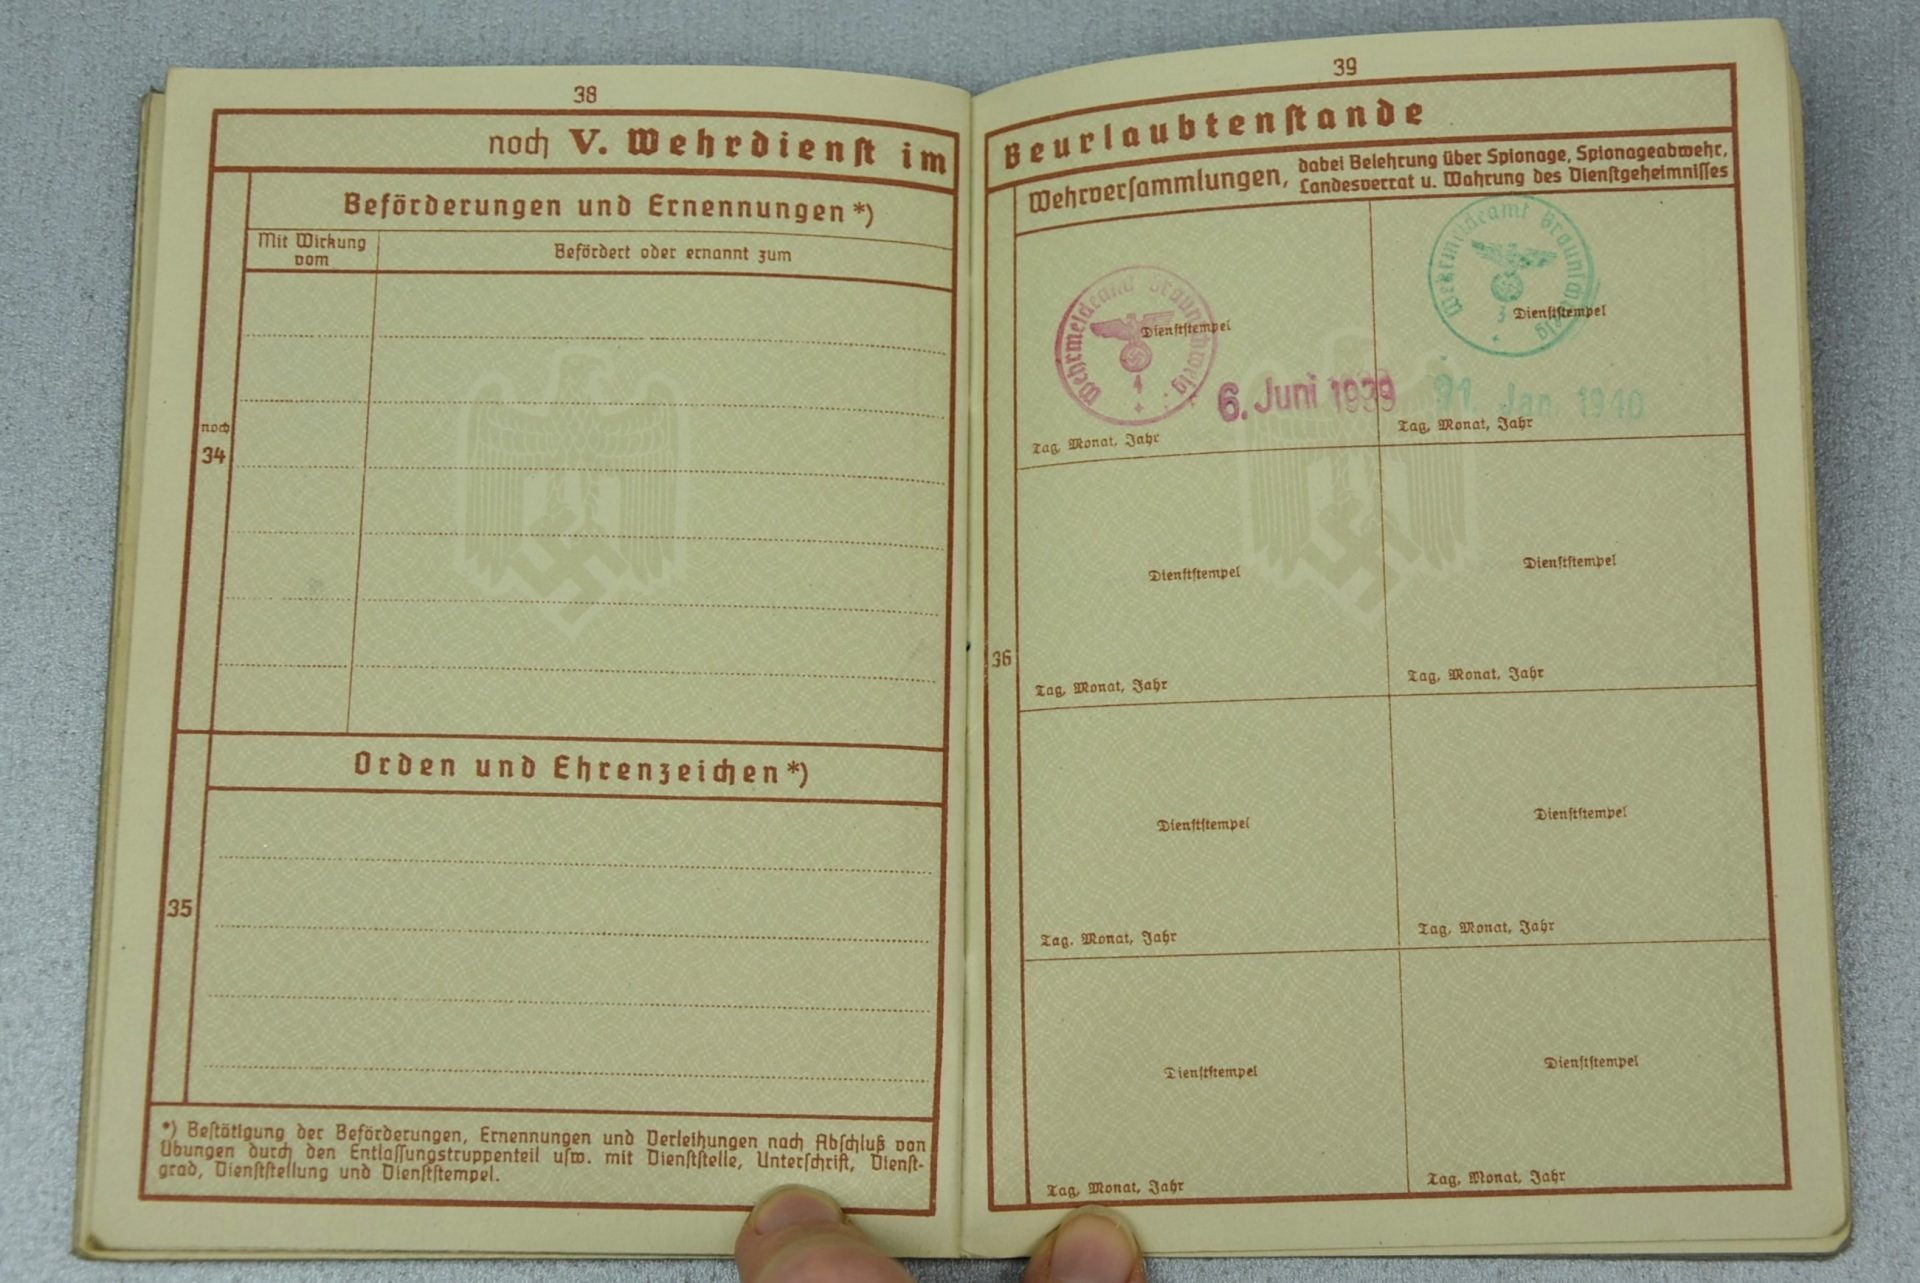 38
noch V. Wehrdienst im
Beförderungen und Ernennungen *)
Mit Wirkung
vom
Befördert oder ernannt zum
noch
34
Orden und Ehrenzeichen *)
35
*) Bestätigung der Beförderungen, Ernennungen und Verleihungen nach Abschluß von
Übungen durch den Entlassungstruppenteil usw. mit Dienststelle, Unterschrift, Dienst-
grad, Dienststellung und Dienststempel.
39
Beurlaubtenstande
Wehrversammlungen, dabei Belehrung über Spionage, Spionageabwehr,
Landesverrat u. Wahrung des Dienstgeheimnisses
36
Wehrmeldeamt Braunschweig
4
Dienststempel
6. Juni 1939
Tag, Monat, Jahr
Wehrmeldeamt Braunschweig
3
Dienststempel
Jan 1940
Tag, Monat, Jahr
Dienststempel
Dienststempel
Tag, Monat, Jahr
Tag, Monat, Jahr
Dienststempel
Dienststempel
Tag, Monat, Jahr
Tag, Monat, Jahr
Dienststempel
Dienststempel
Tag, Monat, Jahr
Tag, Monat, Jahr